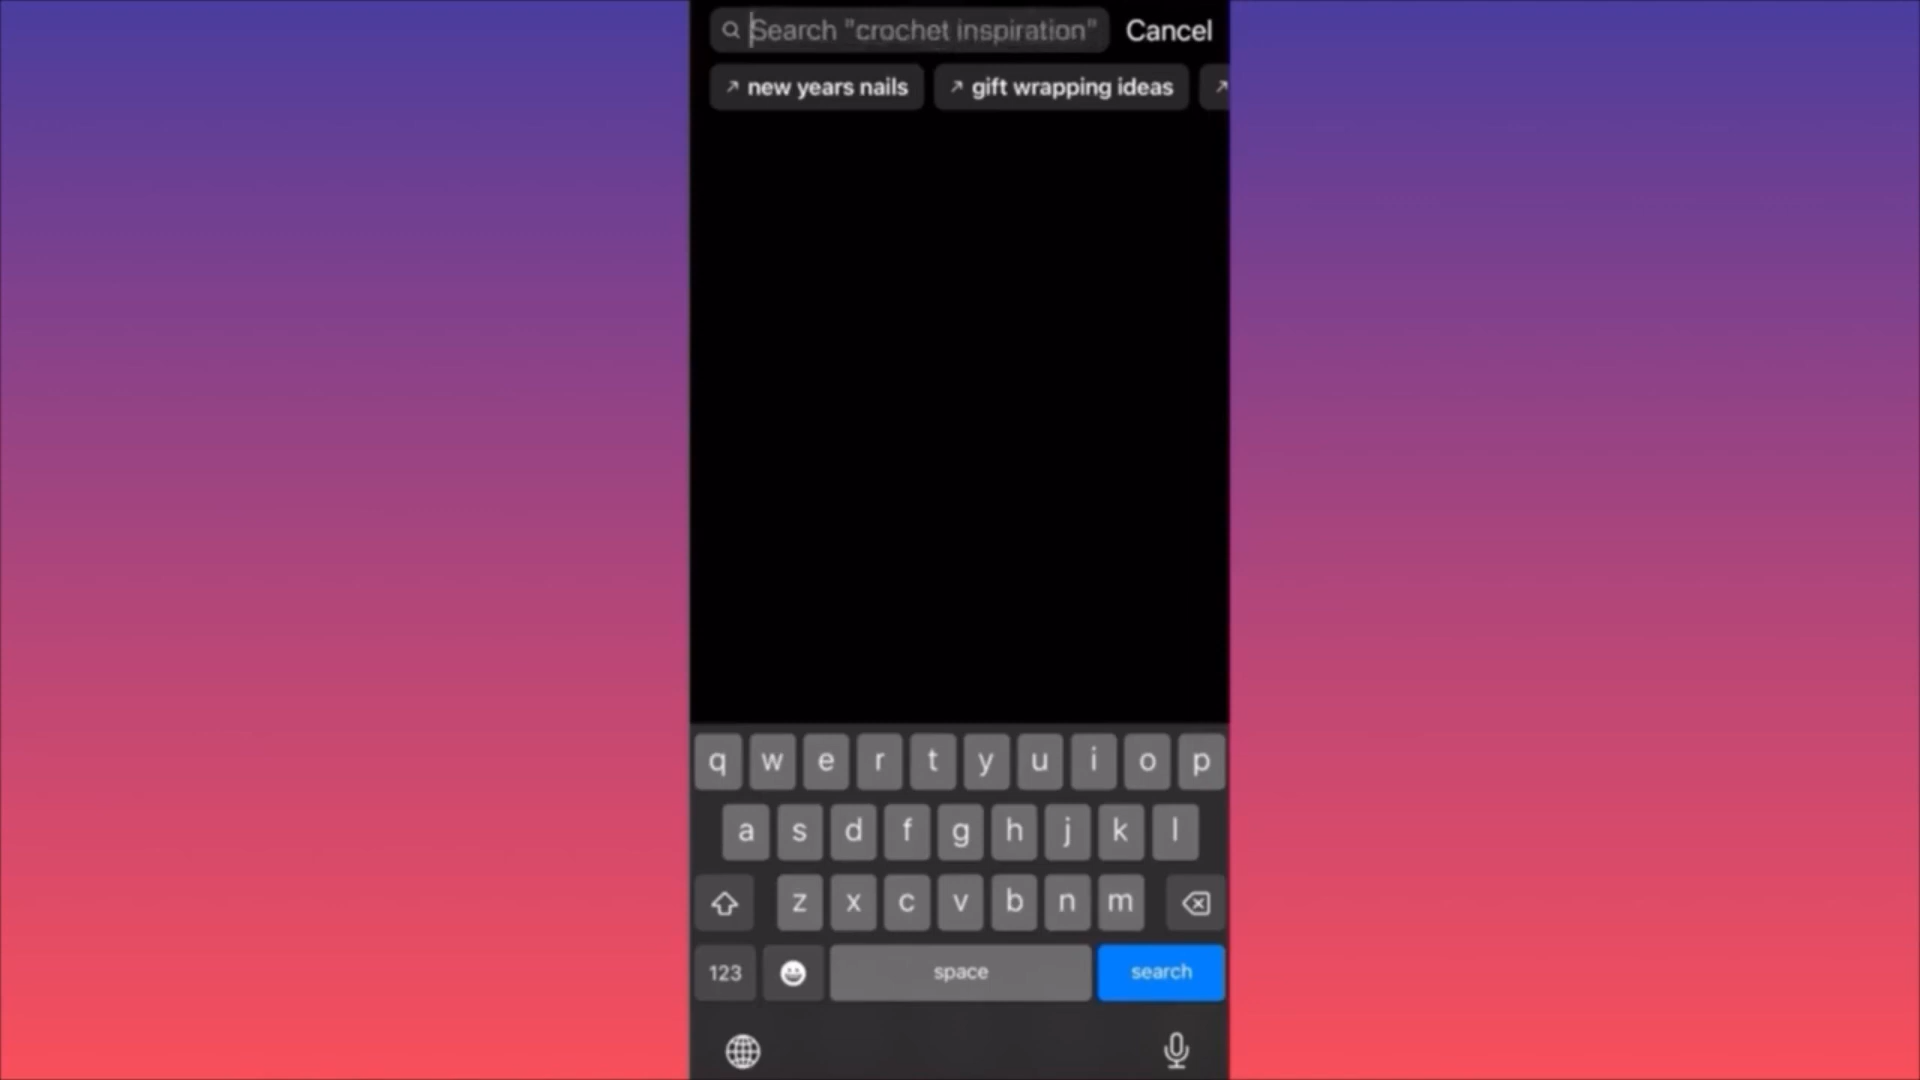 Search "crochet inspiration" Cancel
new years nails gift wrapping ideas
q w e r t y u i o p
a s d f g h j k l
z x c v b n m
123 space search